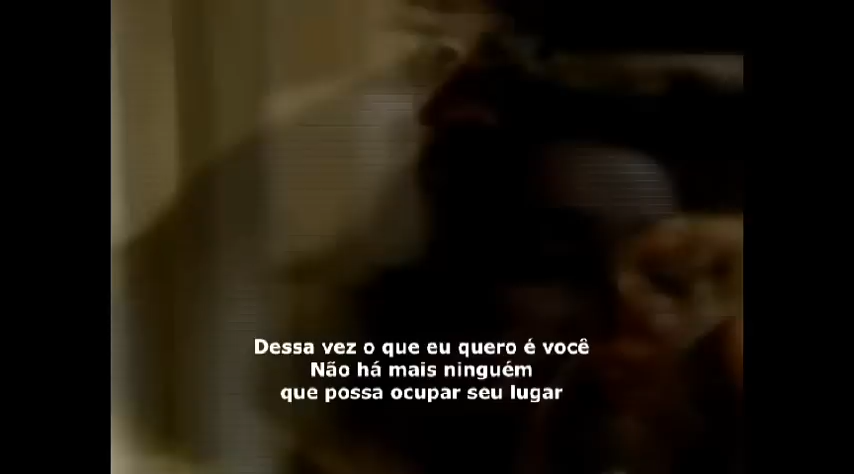 Dessa vez o que eu quero é você
Não há mais ninguém
que possa ocupar seu lugar